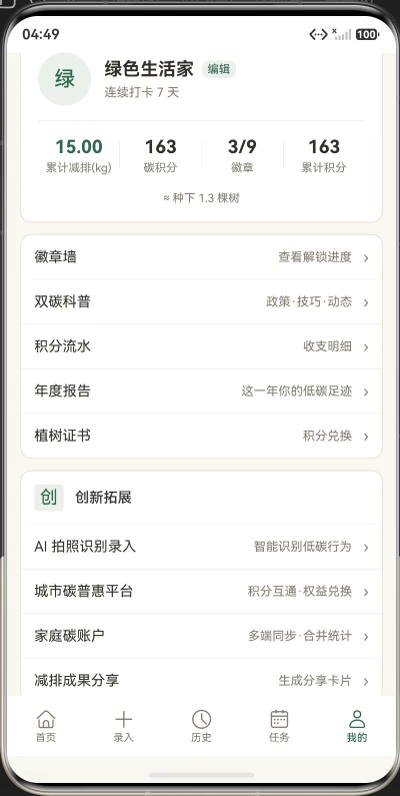 04:49
100
绿
绿色生活家 编辑
连续打卡 7 天
15.00 163 3/9 163
累计减排(kg) 碳积分 徽章 累计积分
≈ 种下 1.3 棵树
徽章墙 查看解锁进度
双碳科普 政策·技巧·动态
积分流水 收支明细
年度报告 这一年你的低碳足迹
植树证书 积分兑换
创 创新拓展
AI 拍照识别录入 智能识别低碳行为
城市碳普惠平台 积分互通·权益兑换
家庭碳账户 多端同步·合并统计
减排成果分享 生成分享卡片
首页 录入 历史 任务 我的